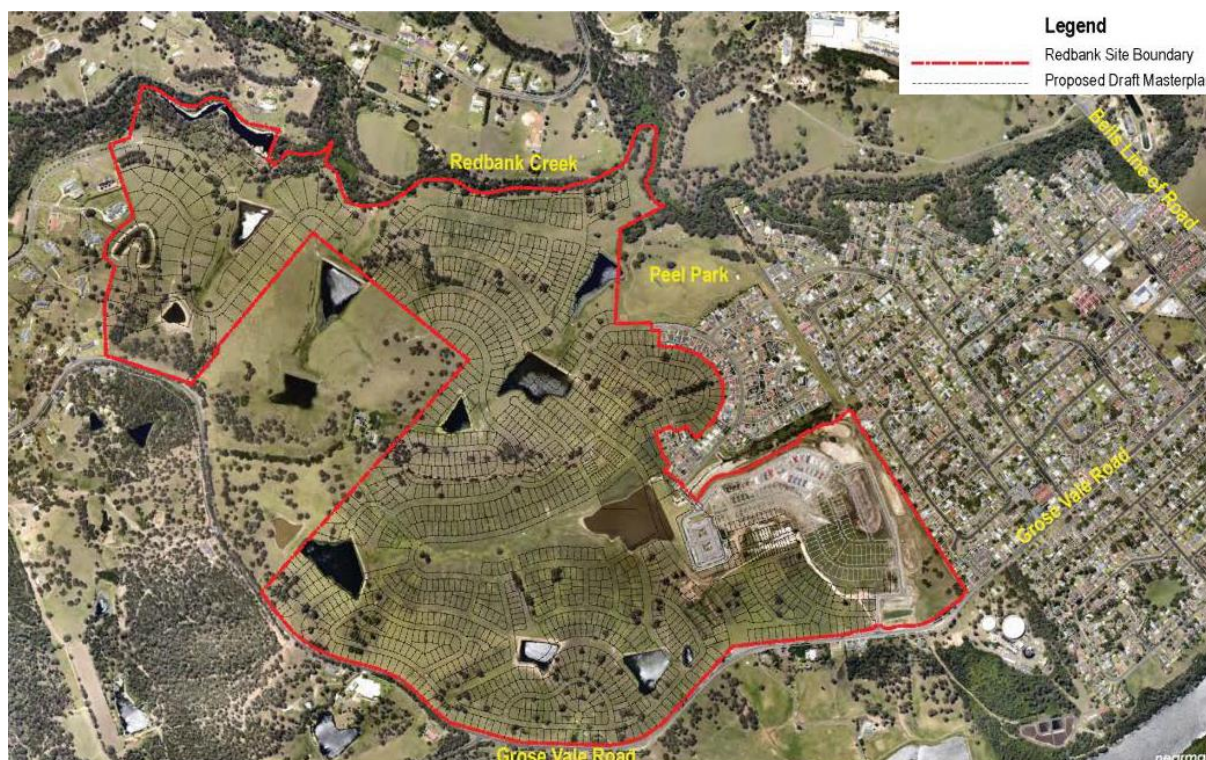 Legend
Redbank Site Boundary
Proposed Draft Masterpla
Bells Line of Road
Redbank Creek
Peel Park
Grose Vale Road
Grose Vale Road
nearma